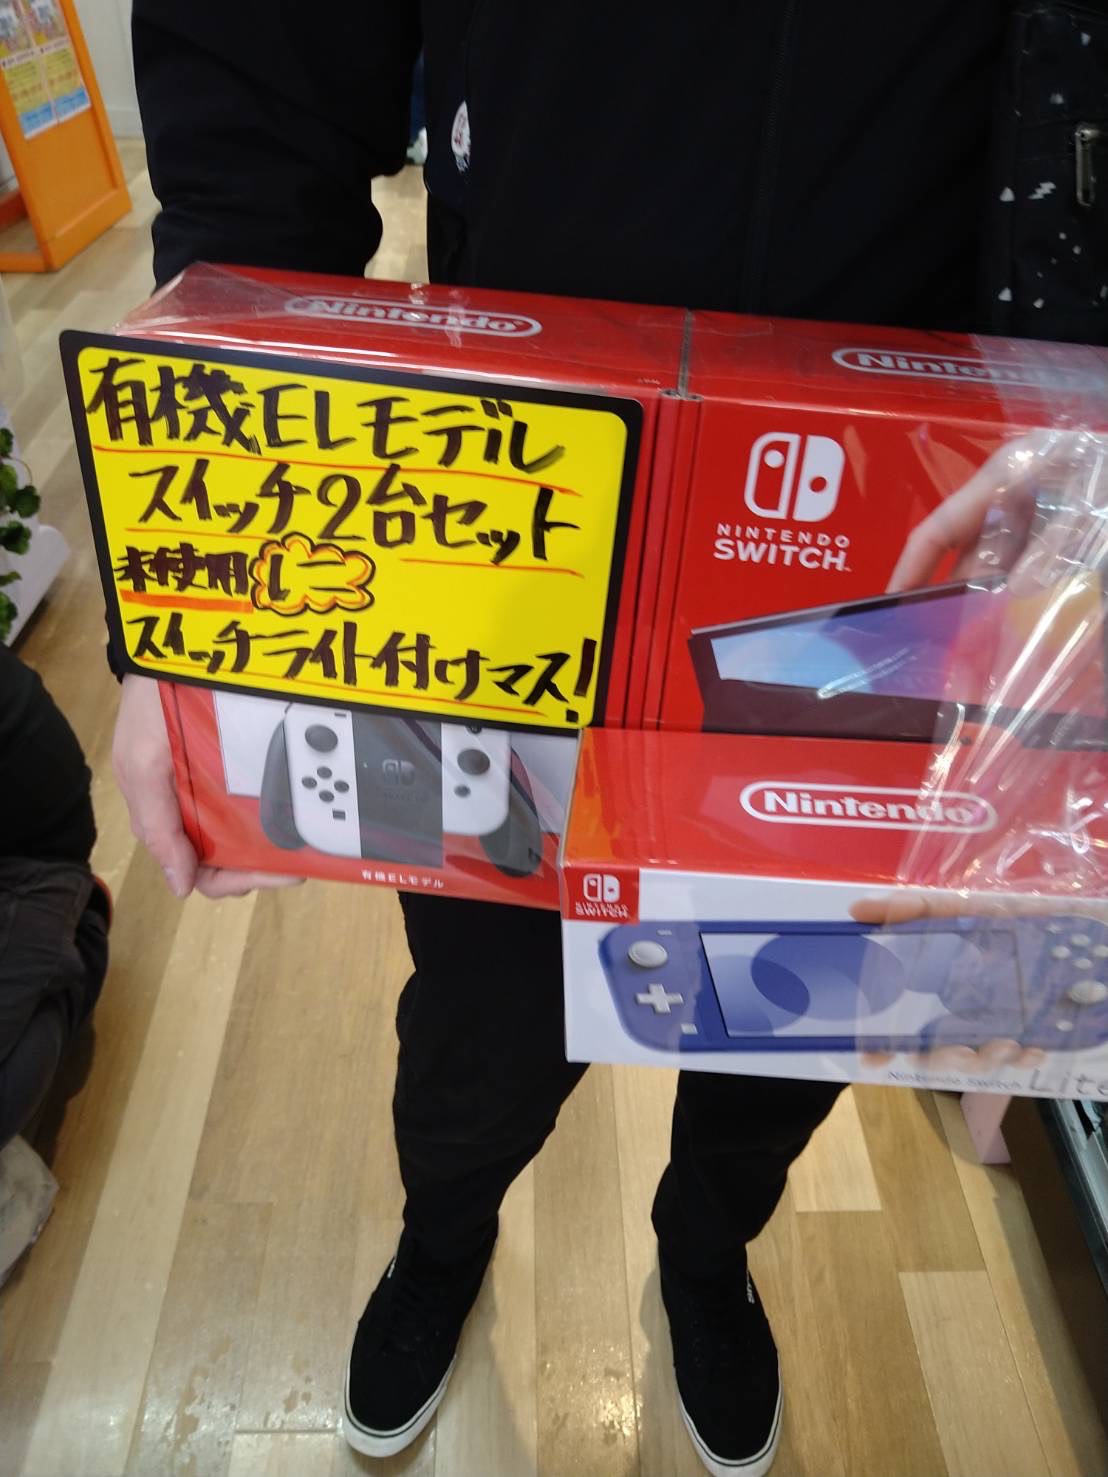 Nintendo
Nintendo
有機ELモデル
スイッチ2台セット
未使用に
スイッチライト付けマス!
NINTENDO
SWITCH
有機ELモデル
Nintendo
NINTENDO
SWITCH
Nintendo Switch Lite